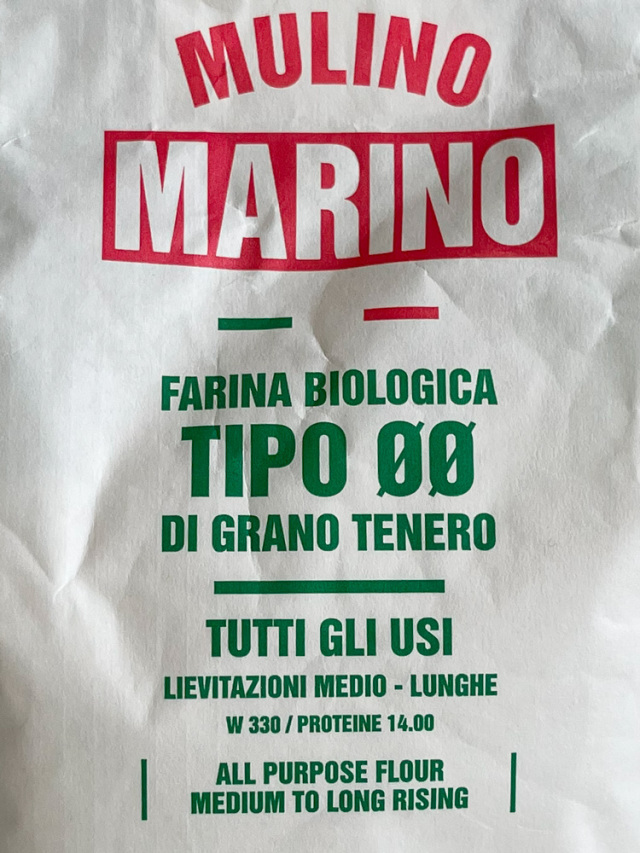 MULINO
MARINO
FARINA BIOLOGICA
TIPO 00
DI GRANO TENERO
TUTTI GLI USI
LIEVITAZIONI MEDIO - LUNGHE
W 330 / PROTEINE 14.00
ALL PURPOSE FLOUR
MEDIUM TO LONG RISING